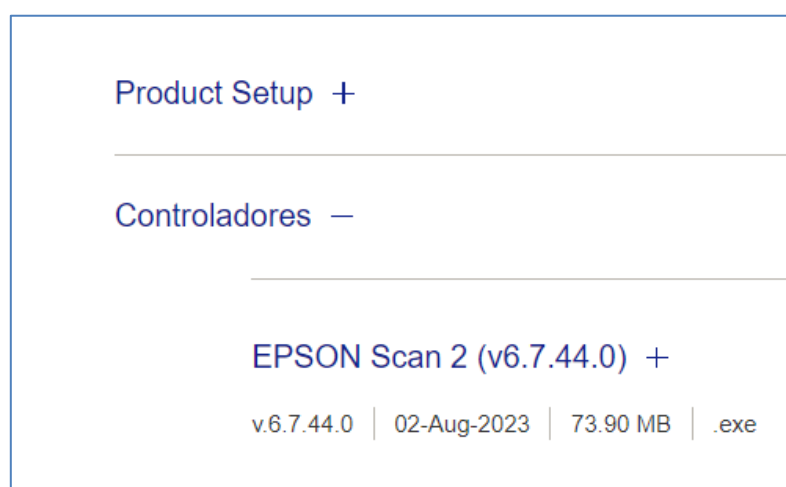 Product Setup +
Controladores –
EPSON Scan 2 (v6.7.44.0) +
v.6.7.44.0 | 02-Aug-2023 | 73.90 MB | .exe